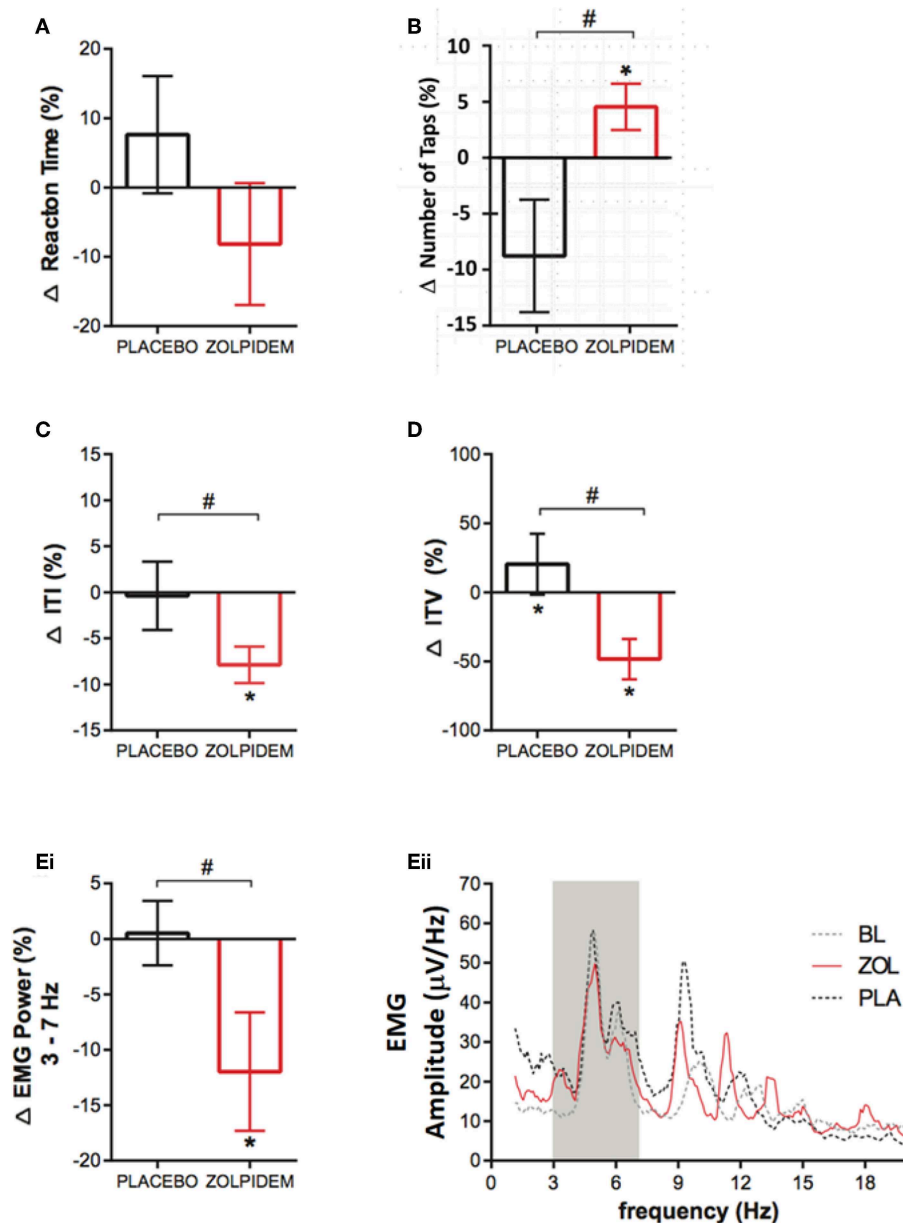 A
20
10
0
-10
-20
Δ Reacton Time (%)
PLACEBO ZOLPIDEM
B
#
*
10
5
0
-5
-10
15
Δ Number of Taps (%)
PLACEBO ZOLPIDEM
C
15
10
5
0
-5
-10
-15
Δ ITI (%)
#
*
PLACEBO ZOLPIDEM
D
100
50
0
-50
-100
Δ ITV (%)
#
*
*
PLACEBO ZOLPIDEM
Ei
5
0
-5
-10
-15
-20
Δ EMG Power (%)
3 - 7 Hz
#
*
PLACEBO ZOLPIDEM
Eii
70
60
50
40
30
20
10
0
EMG
Amplitude (μV/Hz)
BL
ZOL
PLA
0 3 6 9 12 15 18
frequency (Hz)